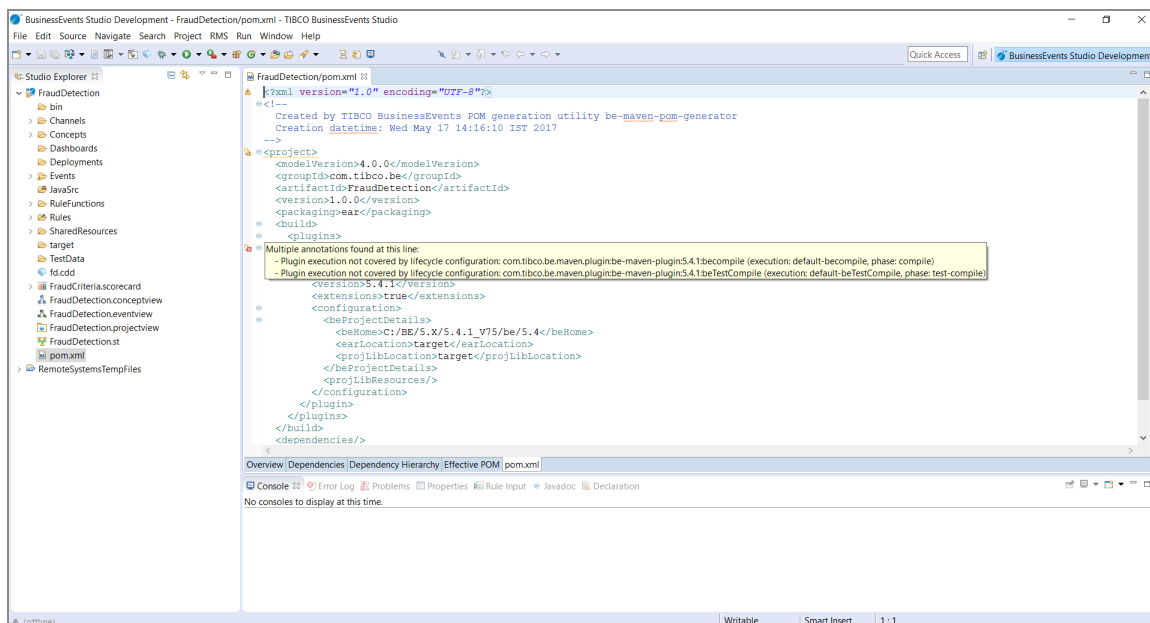 BusinessEvents Studio Development - FraudDetection/pom.xml - TIBCO BusinessEvents Studio
File Edit Source Navigate Search Project RMS Run Window Help
Quick Access
BusinessEvents Studio Development
Studio Explorer
FraudDetection
bin
Channels
Concepts
Dashboards
Deployments
Events
JavaSrc
RuleFunctions
Rules
SharedResources
target
TestData
fd.cdd
FraudCriteria.scorecard
FraudDetection.conceptview
FraudDetection.eventview
FraudDetection.projectview
FraudDetection.st
pom.xml
RemoteSystemsTempFiles
FraudDetection/pom.xml
<?xml version="1.0" encoding="UTF-8"?>
<!--
Created by TIBCO BusinessEvents POM generation utility be-maven-pom-generator
Creation datetime: Wed May 17 14:16:10 IST 2017
-->
<project>
<modelVersion>4.0.0</modelVersion>
<groupId>com.tibco.be</groupId>
<artifactId>FraudDetection</artifactId>
<version>1.0.0</version>
<packaging>ear</packaging>
<build>
<plugins>
Multiple annotations found at this line:
- Plugin execution not covered by lifecycle configuration: com.tibco.be.maven.plugin:be-maven-plugin:5.4.1:becompile (execution: default-becompile, phase: compile)
- Plugin execution not covered by lifecycle configuration: com.tibco.be.maven.plugin:be-maven-plugin:5.4.1:beTestCompile (execution: default-beTestCompile, phase: test-compile)
<version>5.4.1</version>
<extensions>true</extensions>
<configuration>
<beProjectDetails>
<beHome>C:/BE/5.X/5.4.1_V75/be/5.4</beHome>
<earLocation>target</earLocation>
<projLibLocation>target</projLibLocation>
</beProjectDetails>
<projLibResources/>
</configuration>
</plugin>
</plugins>
</build>
<dependencies/>
Overview Dependencies Dependency Hierarchy Effective POM pom.xml
Console Error Log Problems Properties Rule Input Javadoc Declaration
No consoles to display at this time.
(offline)
Writable Smart Insert 1 : 1